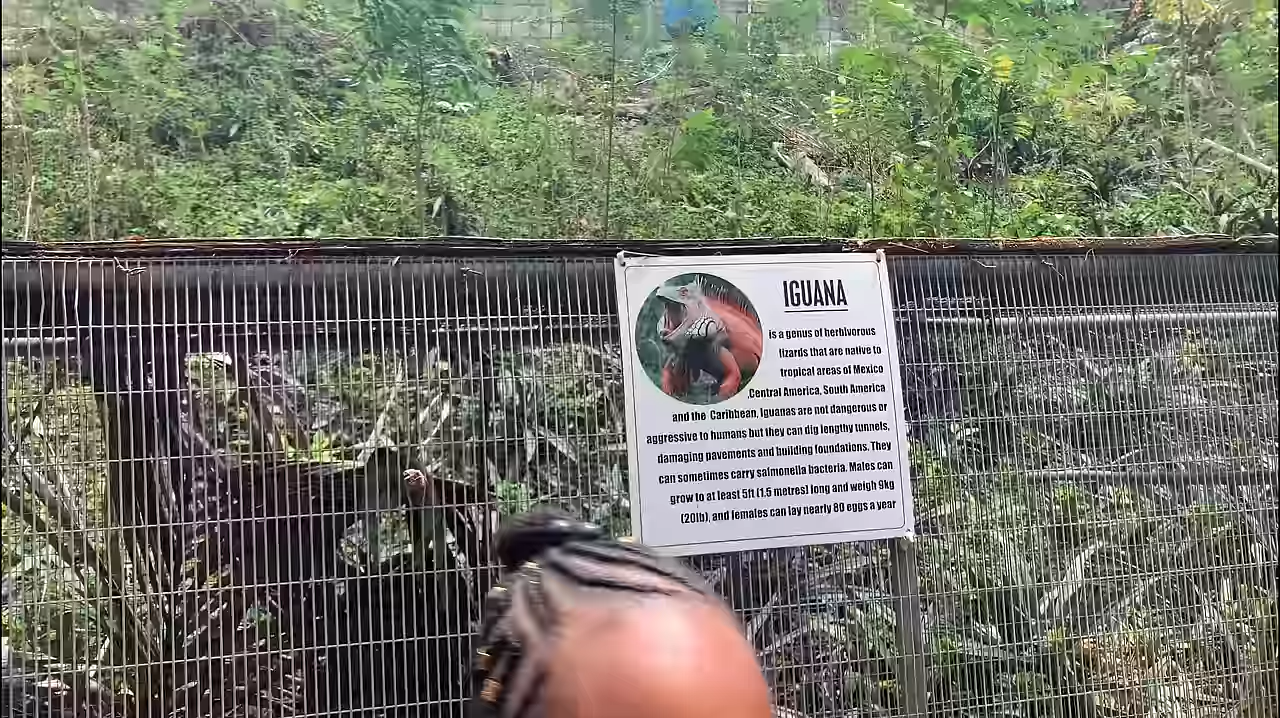 IGUANA
is a genus of herbivorous
lizards that are native to
tropical areas of Mexico
,Central America, South America
and the Caribbean. Iguanas are not dangerous or
aggressive to humans but they can dig lengthy tunnels,
damaging pavements and building foundations. They
can sometimes carry salmonella bacteria. Males can
grow to at least 5ft (1.5 metres) long and weigh 9kg
(20lb), and females can lay nearly 80 eggs a year